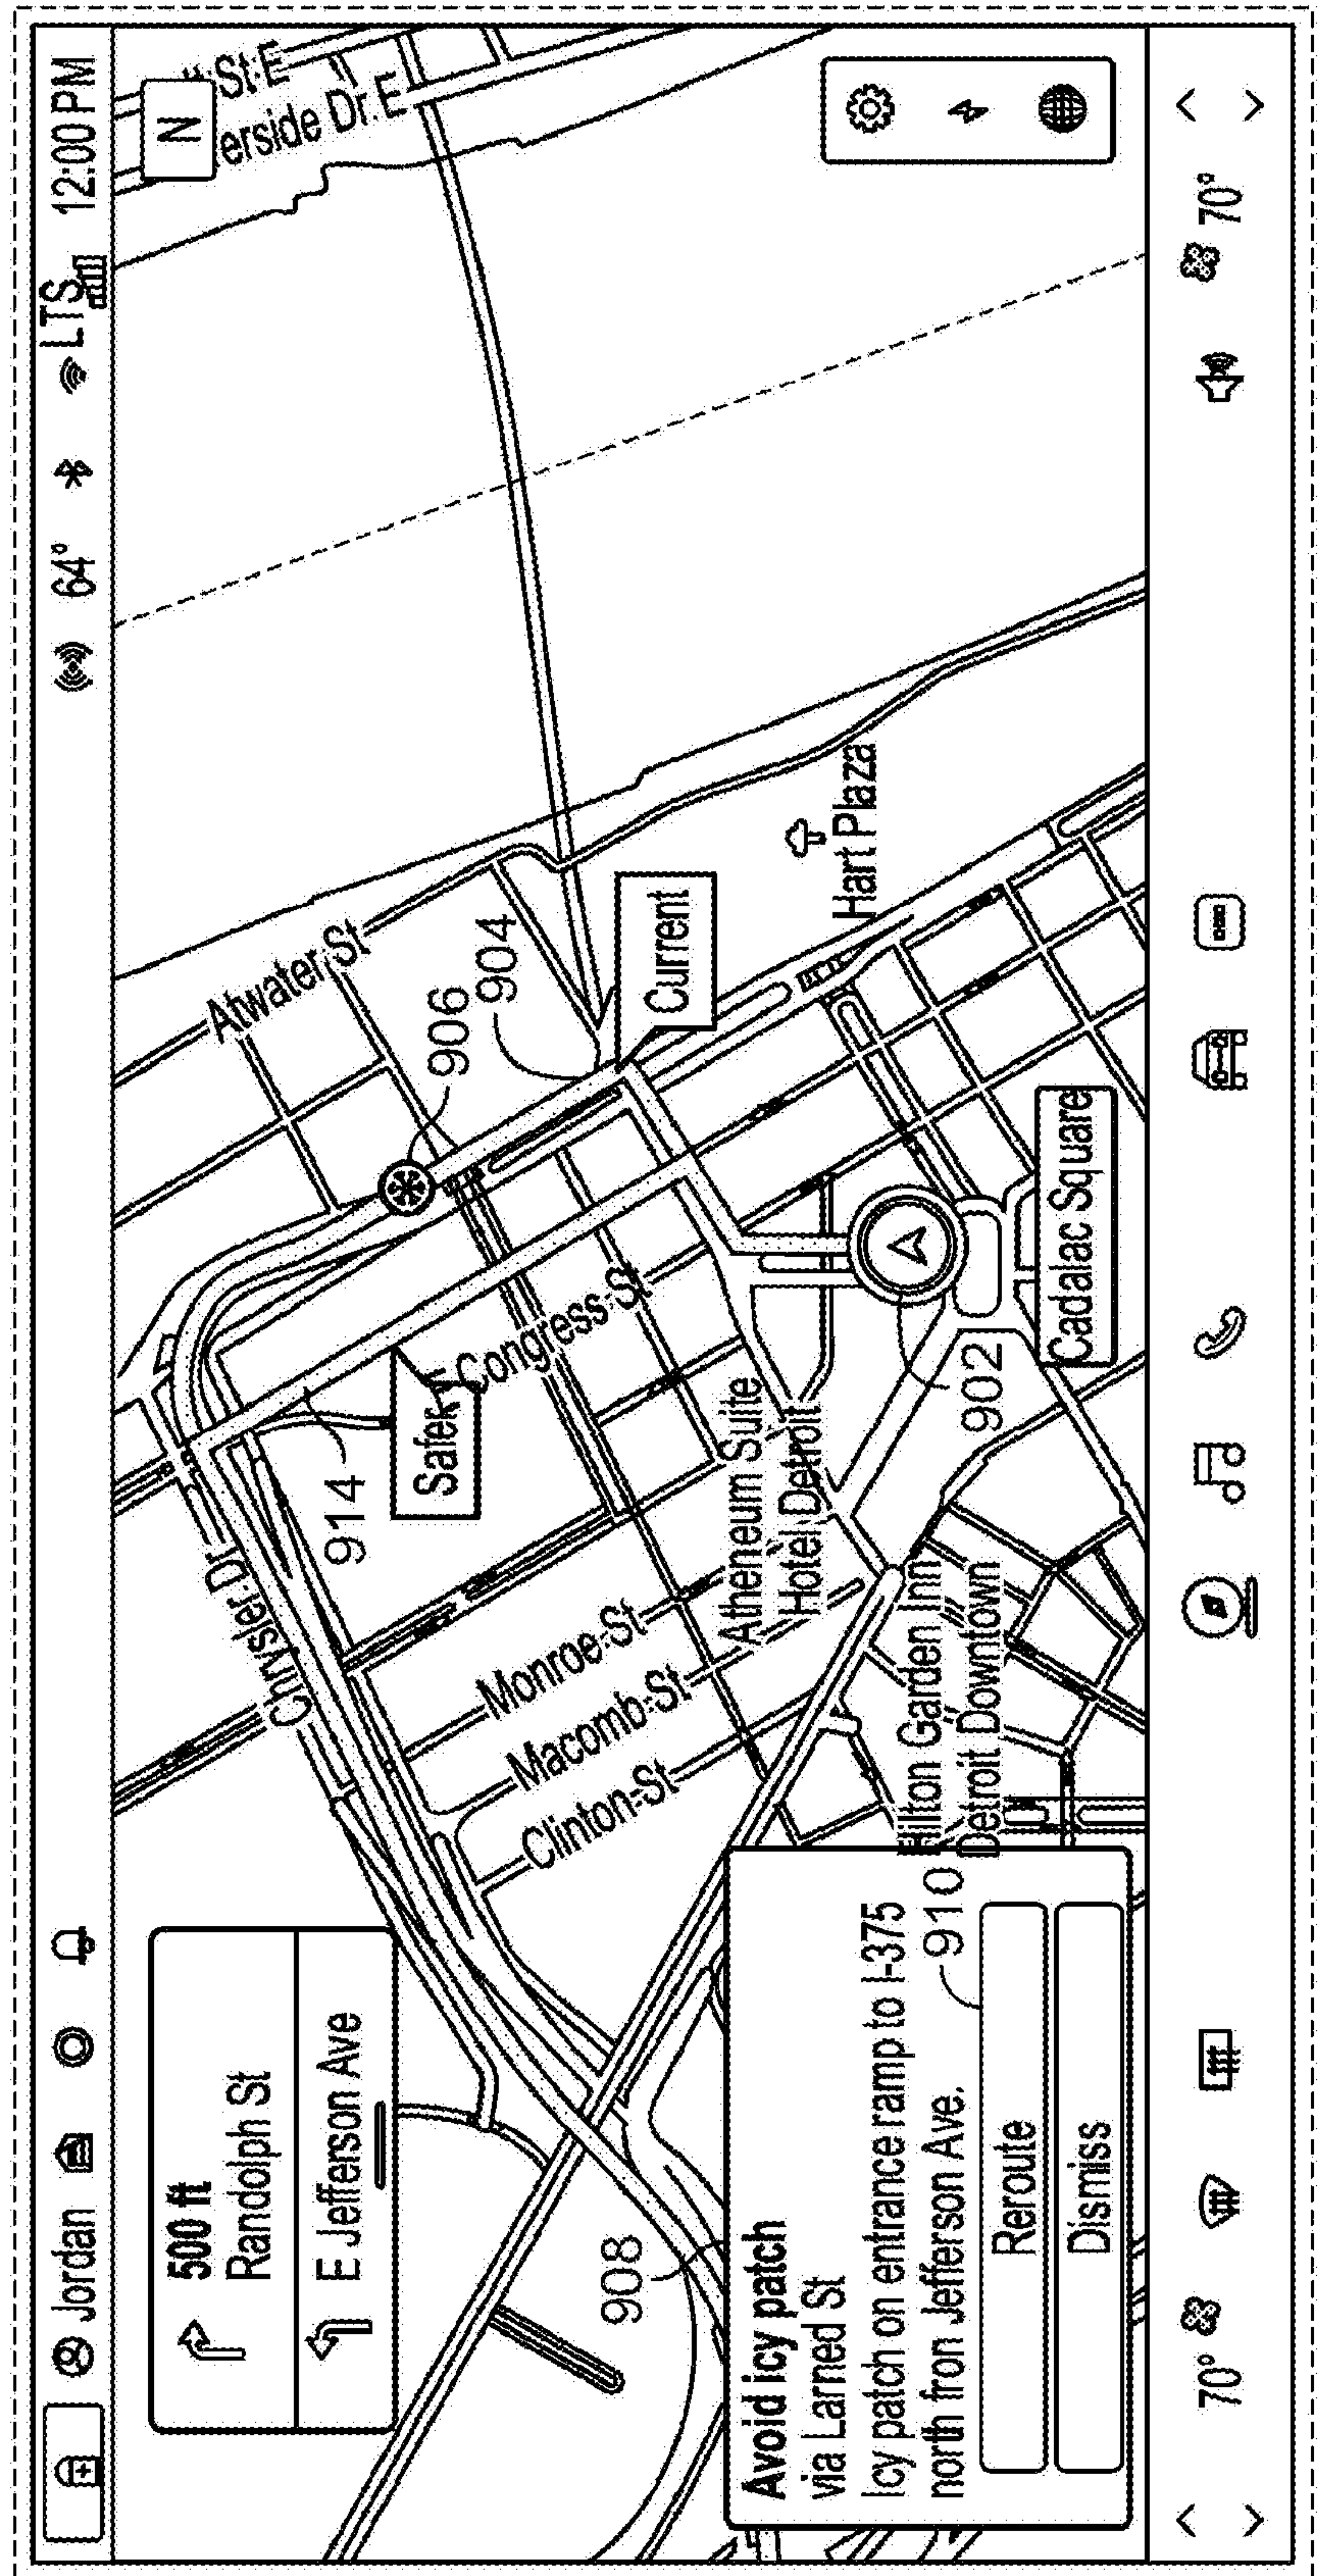 Jordan
64°
LTS
12:00 PM
500 ft
Randolph St
E Jefferson Ave
N
St E
erside Dr. E
Chrysler Dr
Atwater St
914
906
904
Safer
Current
Congress St
Monroe St
Macomb St
Clinton St
Hart Plaza
Atheneum Suite
Hotel Detroit
902
Cadalac Square
Hilton Garden Inn
Detroit Downtown
908
Avoid icy patch
via Larned St
Icy patch on entrance ramp to I-375
north fron Jefferson Ave.
910
Reroute
Dismiss
70°
70°